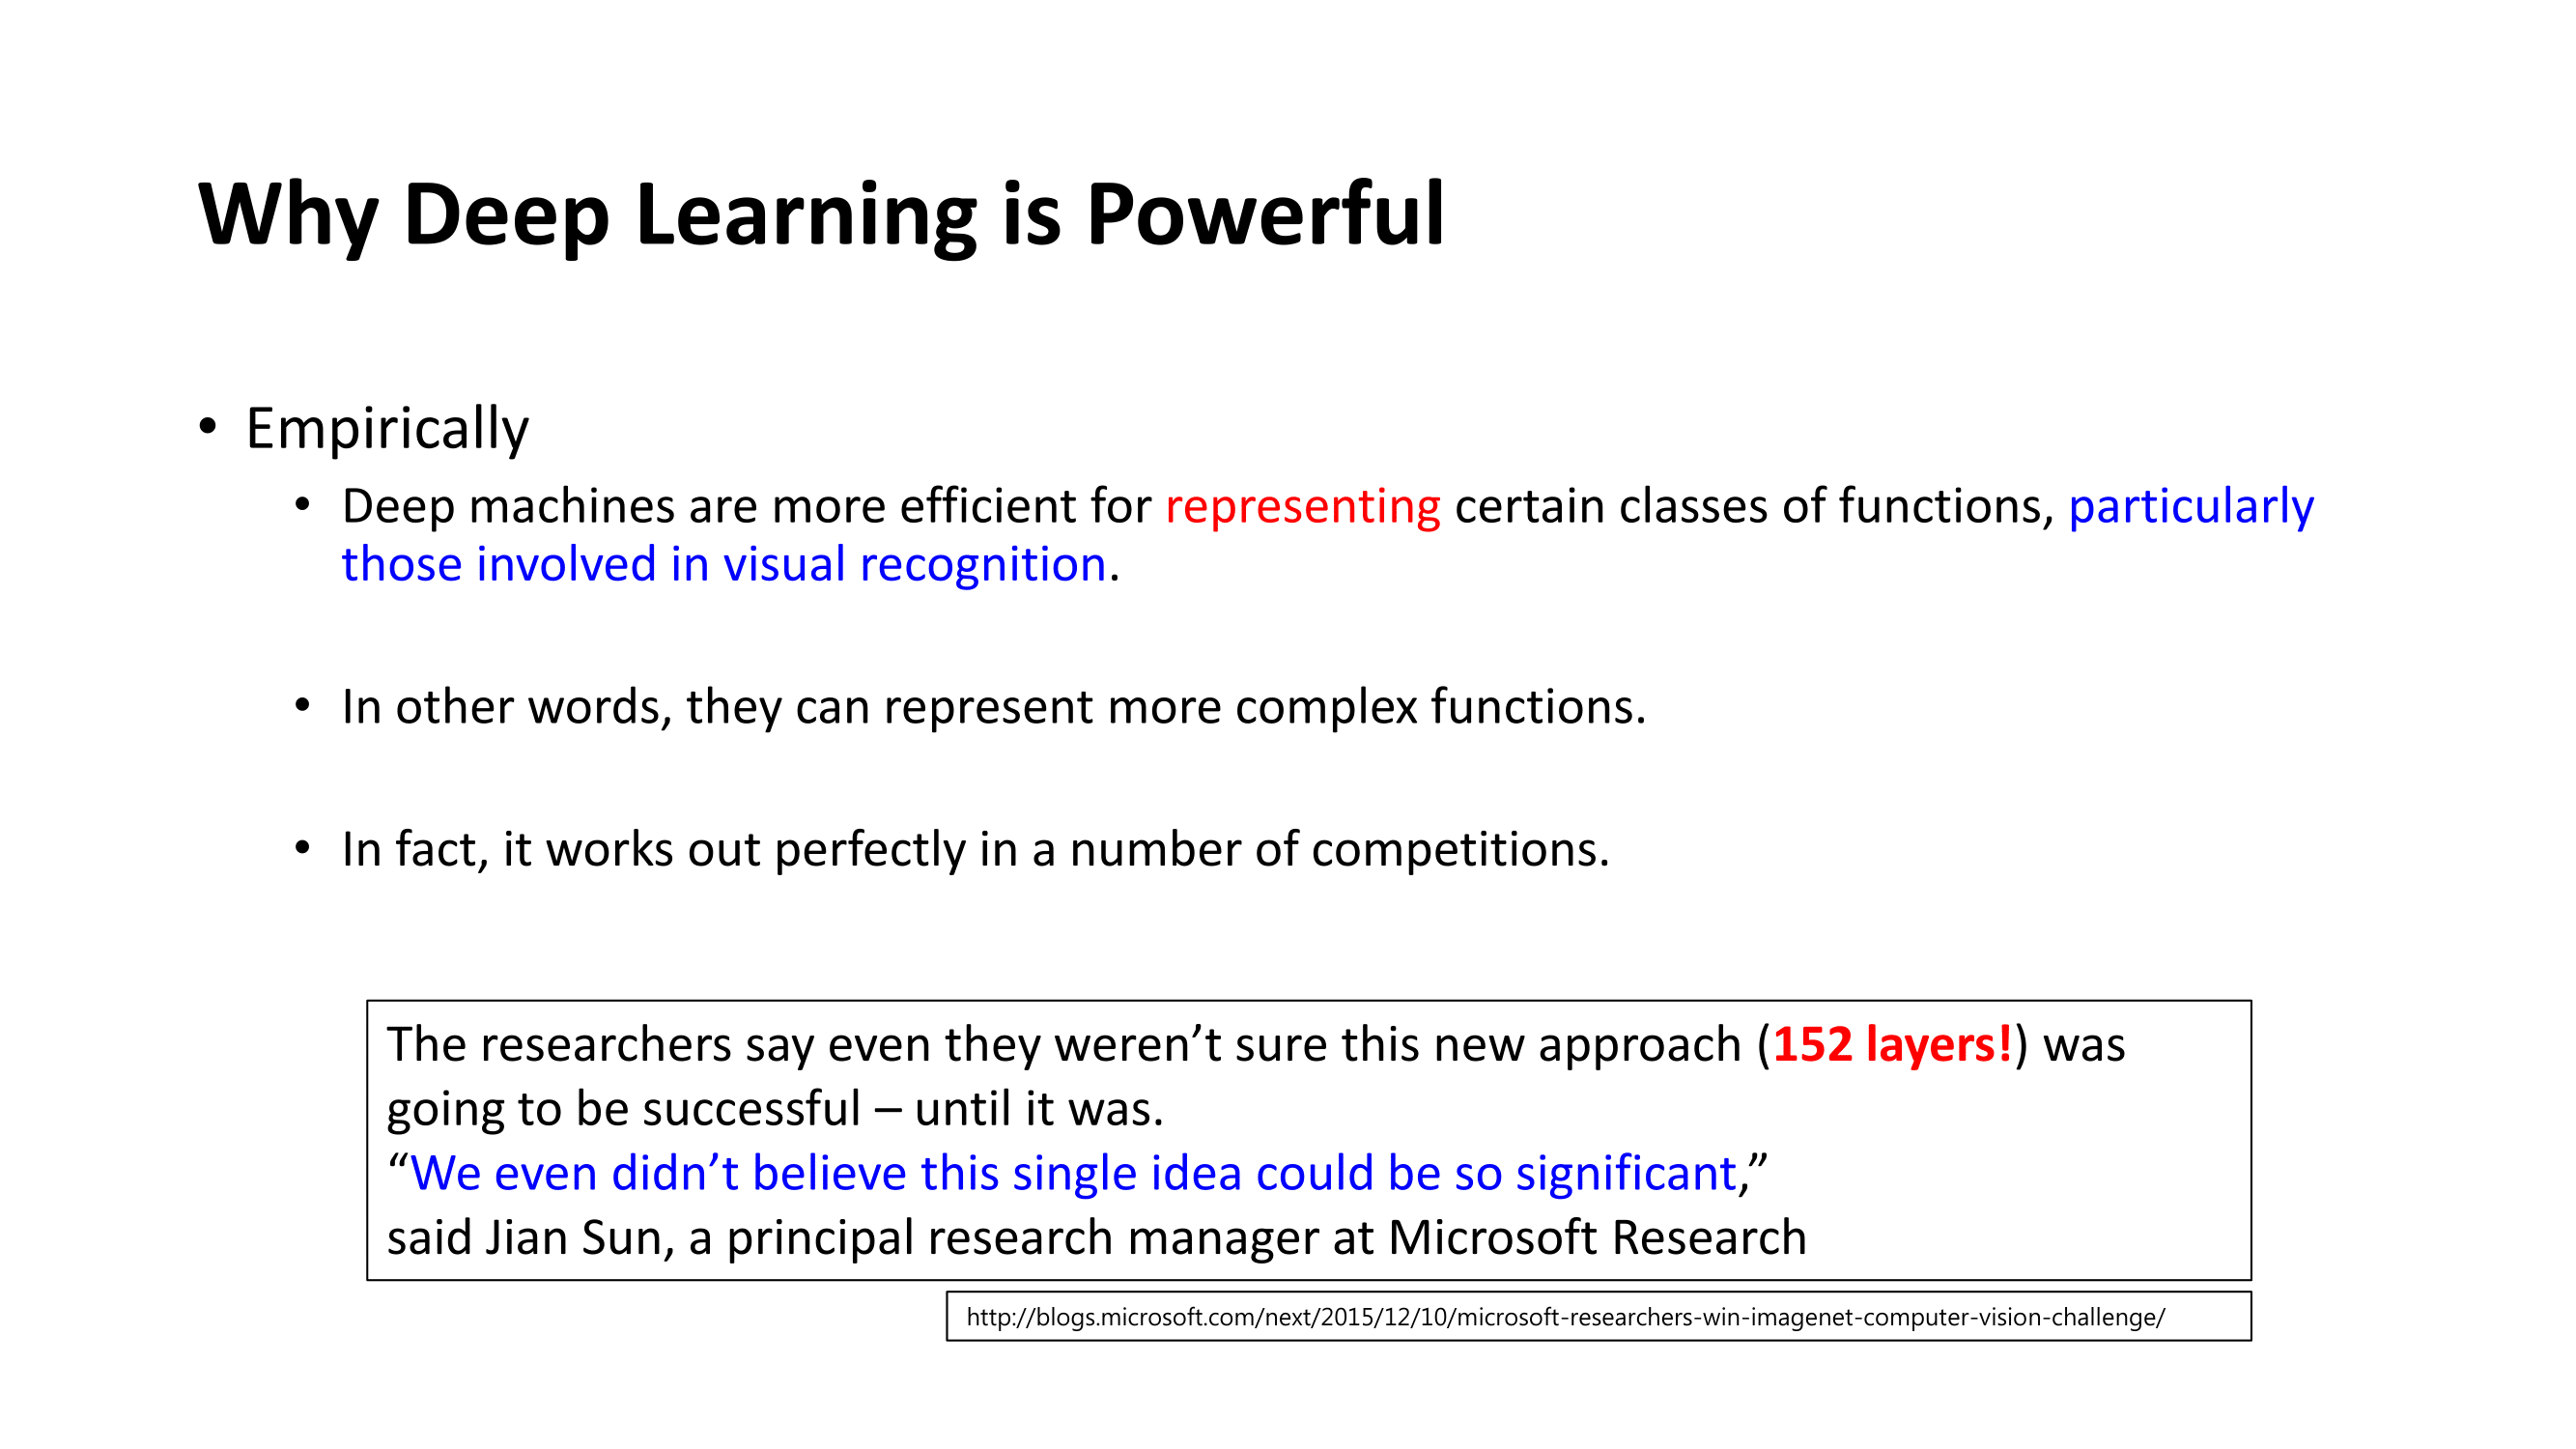 Why Deep Learning is Powerful
• Empirically
• Deep machines are more efficient for representing certain classes of functions, particularly
those involved in visual recognition.
• In other words, they can represent more complex functions.
• In fact, it works out perfectly in a number of competitions.
The researchers say even they weren’t sure this new approach (152 layers!) was
going to be successful – until it was.
“We even didn’t believe this single idea could be so significant,”
said Jian Sun, a principal research manager at Microsoft Research
http://blogs.microsoft.com/next/2015/12/10/microsoft-researchers-win-imagenet-computer-vision-challenge/